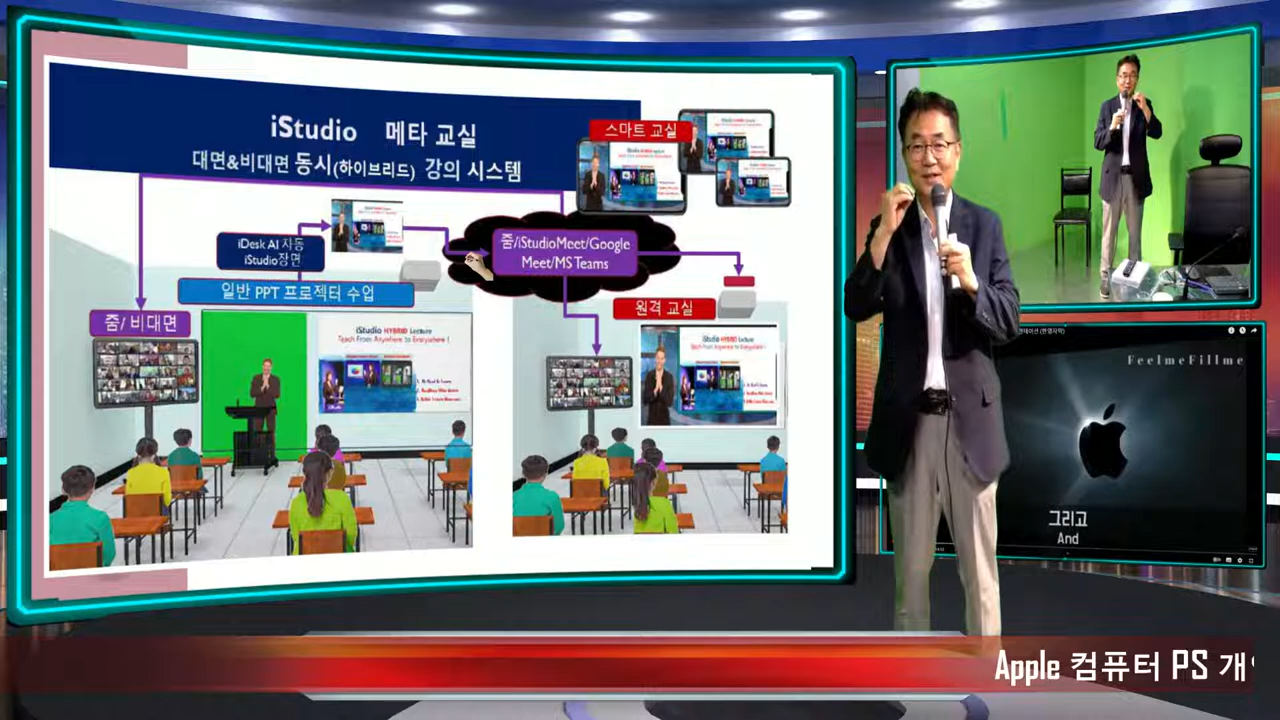 iStudio 메타 교실
대면&비대면 동시(하이브리드) 강의 시스템
스마트 교실
iDesk AI 자동
iStudio장면
줌/iStudioMeet/Google
Meet/MS Teams
일반 PPT 프로젝터 수업
줌/ 비대면
원격 교실
iStudio HYBRID Lecture
Teach From Anywhere to Everywhere !
iStudio HYBRID Lecture
Teach From Anywhere to Everywhere !
FeelmeFillme
그리고
And
Apple 컴퓨터 PS 개